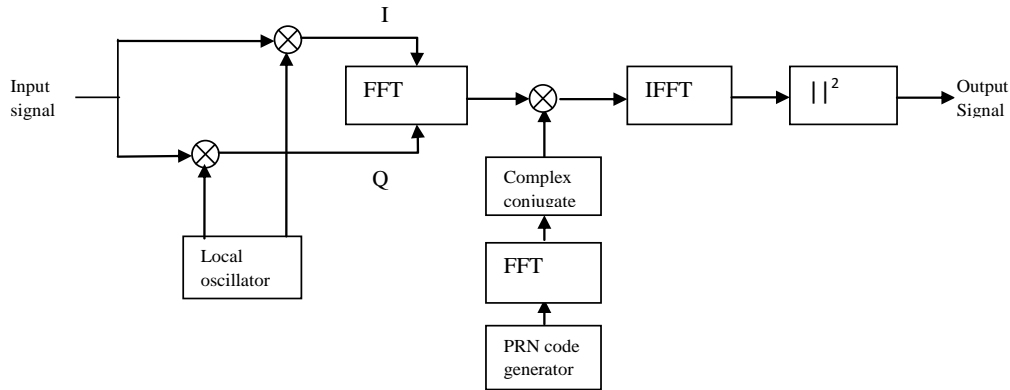 I
Input
signal
FFT
IFFT
||²
Output
Signal
Q
Complex
conjugate
Local
oscillator
FFT
PRN code
generator